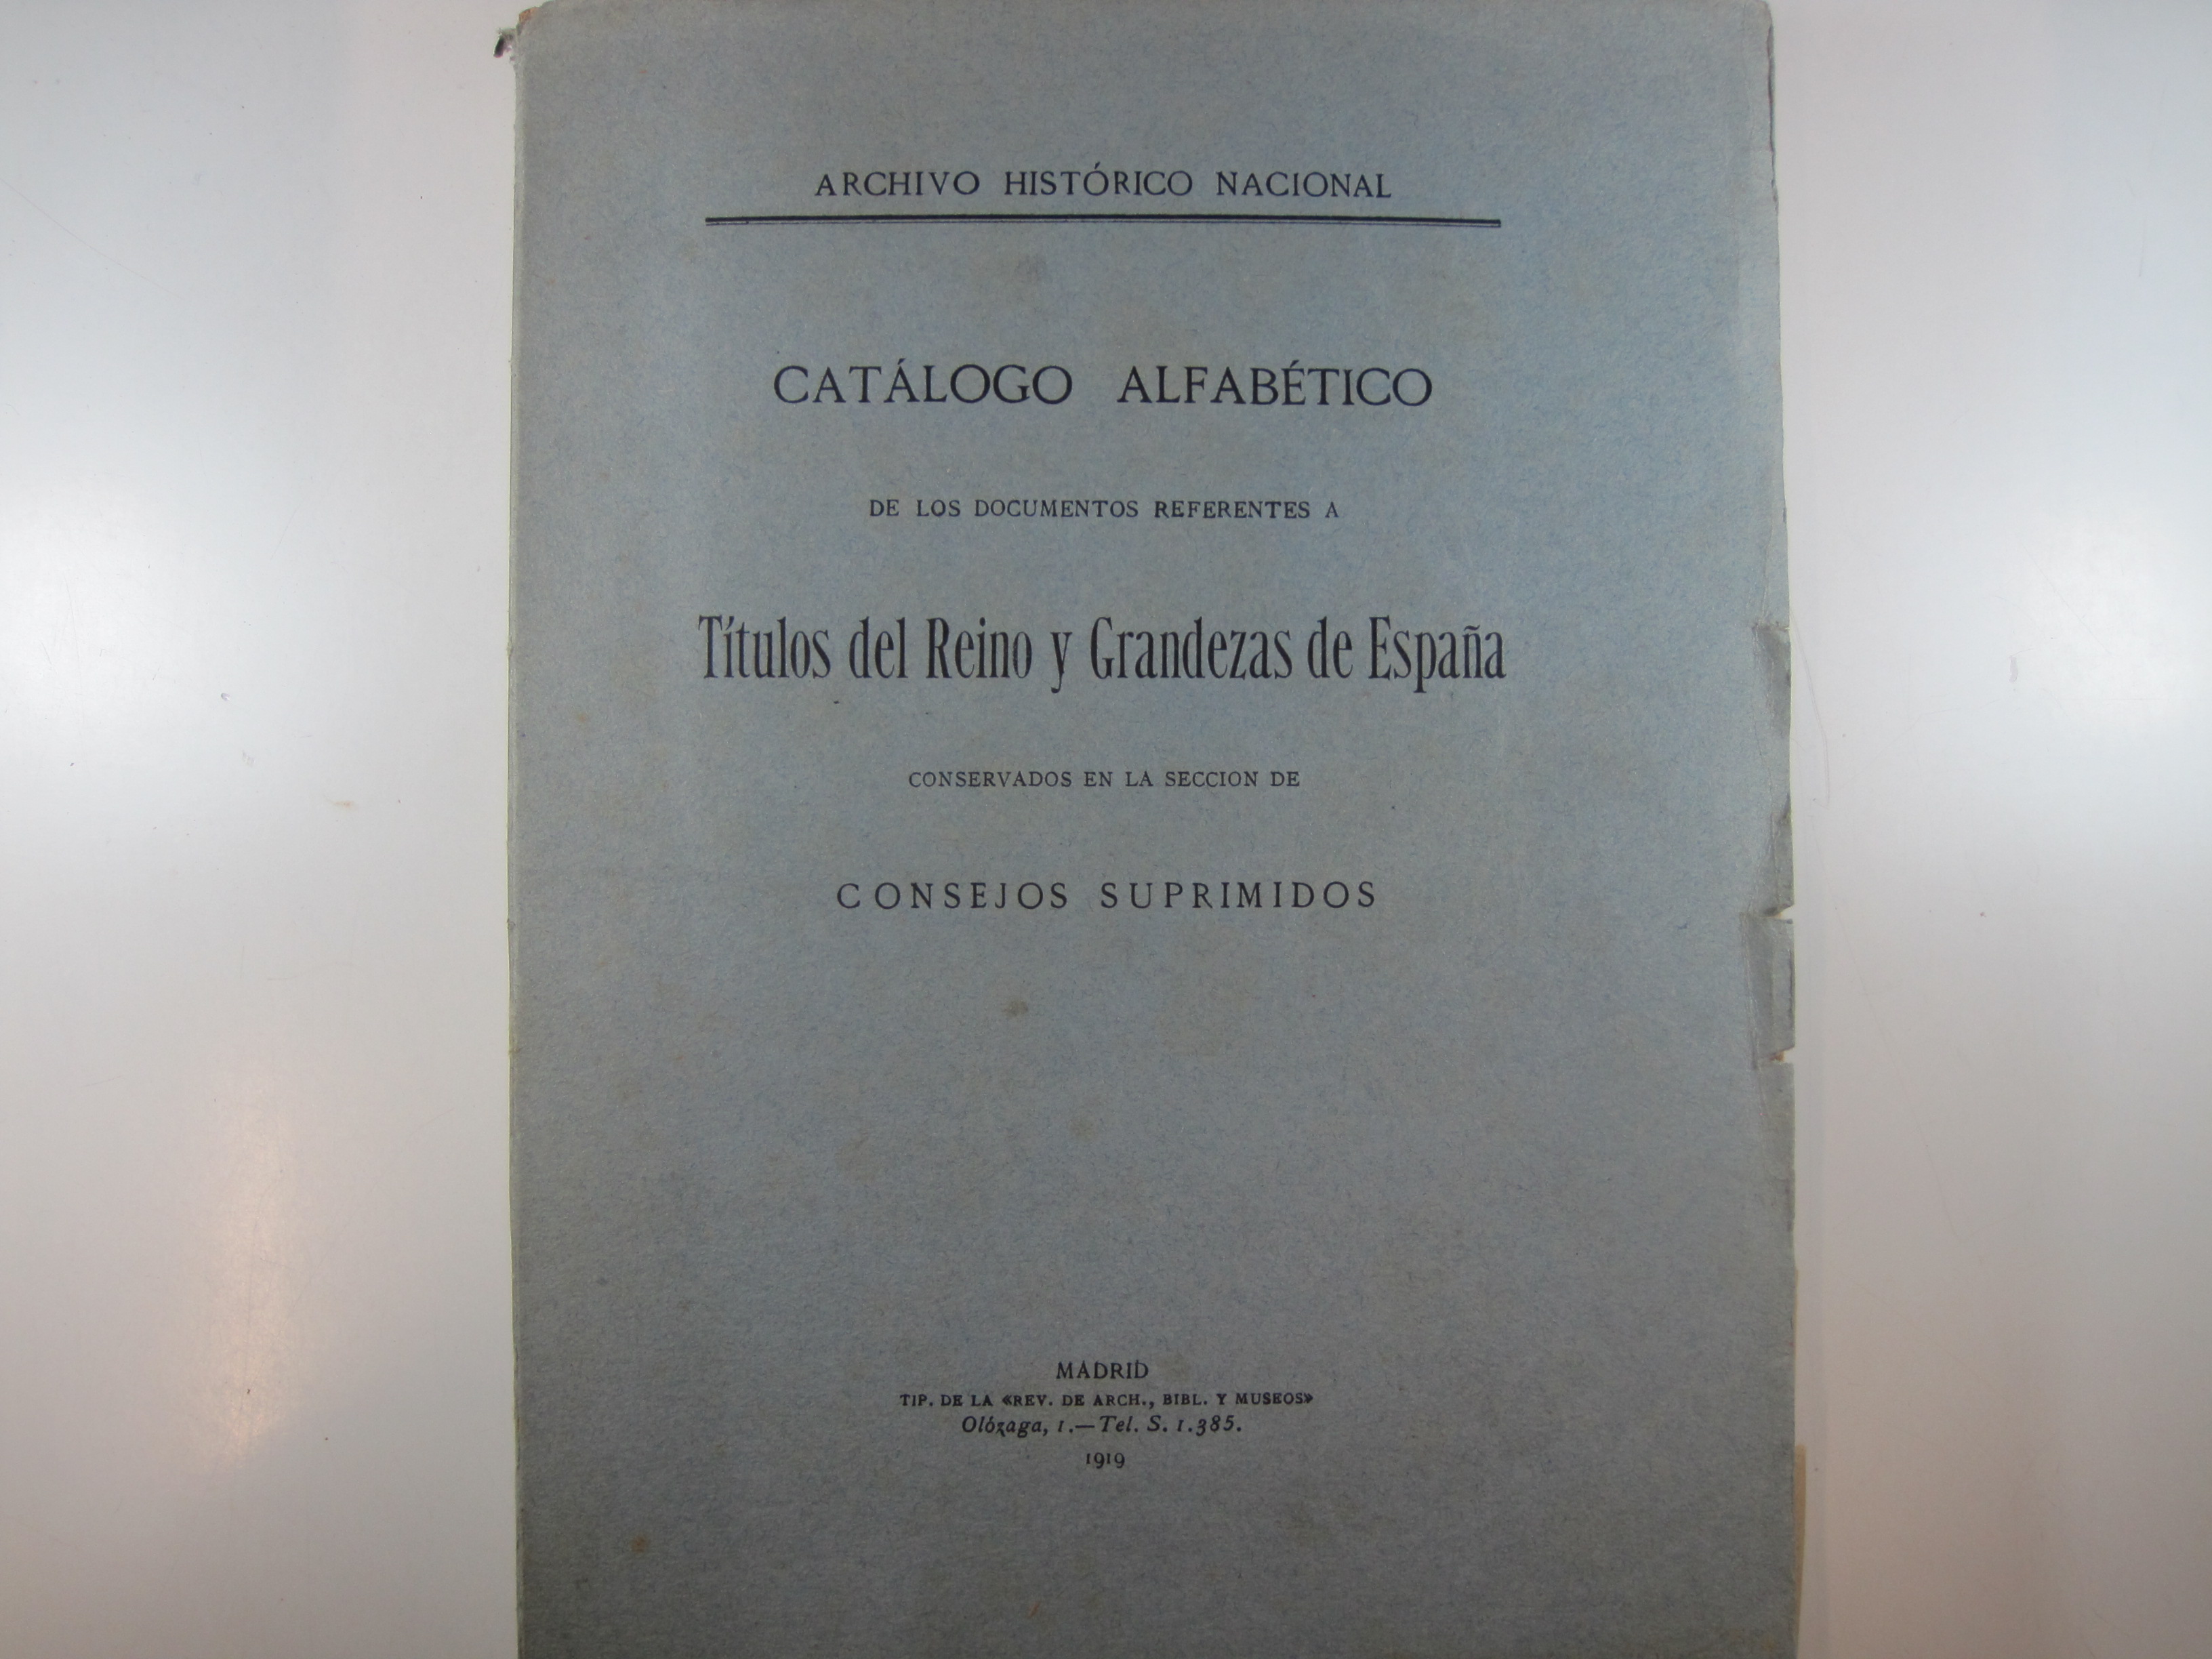 ARCHIVO HISTÓRICO NACIONAL
CATÁLOGO ALFABÉTICO
DE LOS DOCUMENTOS REFERENTES A
Títulos del Reino y Grandezas de España
CONSERVADOS EN LA SECCION DE
CONSEJOS SUPRIMIDOS
MADRID
TIP. DE LA «REV. DE ARCH., BIBL. Y MUSEOS»
Olózaga, 1.—Tel. S. 1.385.
1919